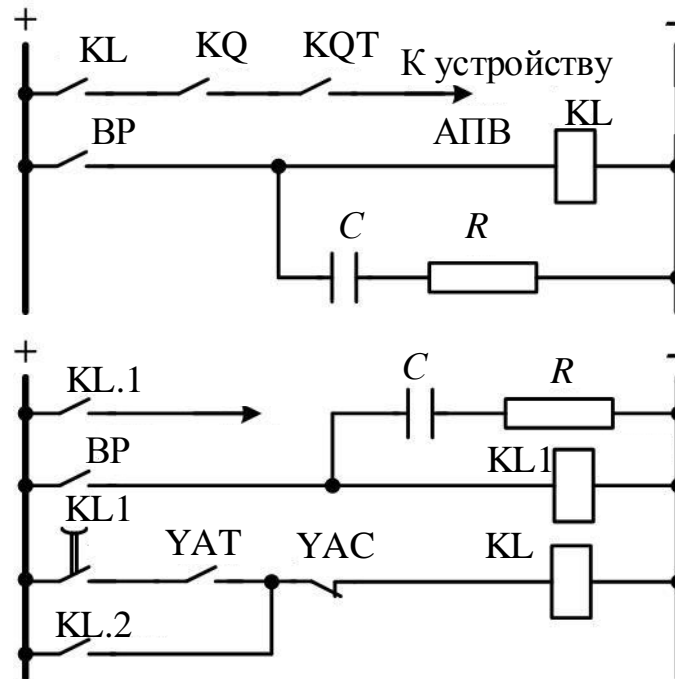 + -
KL KQ KQT К устройству
BP АПВ KL
C R
+ -
KL.1 C R
BP KL1
KL1 YAT YAC KL
KL.2